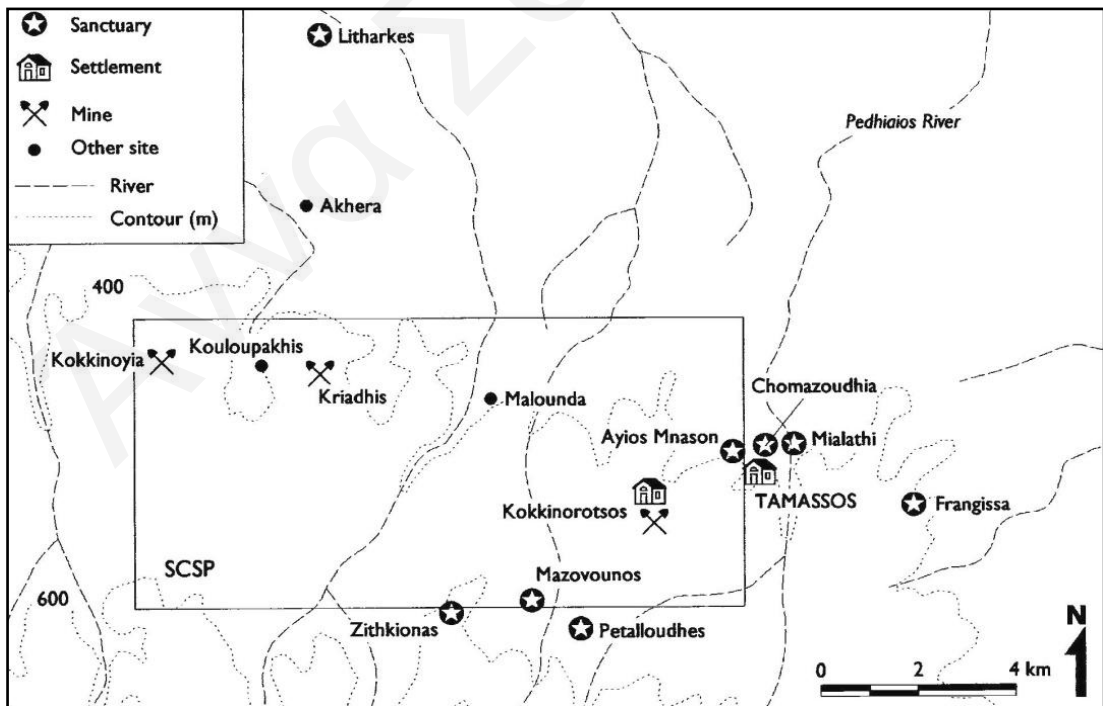 Sanctuary
Settlement
Mine
Other site
River
Contour (m)
Litharkes
Pedhiaios River
Akhera
400
Kokkinoyia
Kouloupakhis
Kriadhis
Malounda
Chomazoudhia
Ayios Mnason
Mialathi
Kokkinorotsos
TAMASSOS
Frangissa
SCSP
Mazovounos
600
Zithkionas
Petalloudhes
N
0 2 4 km
Αννα Σ